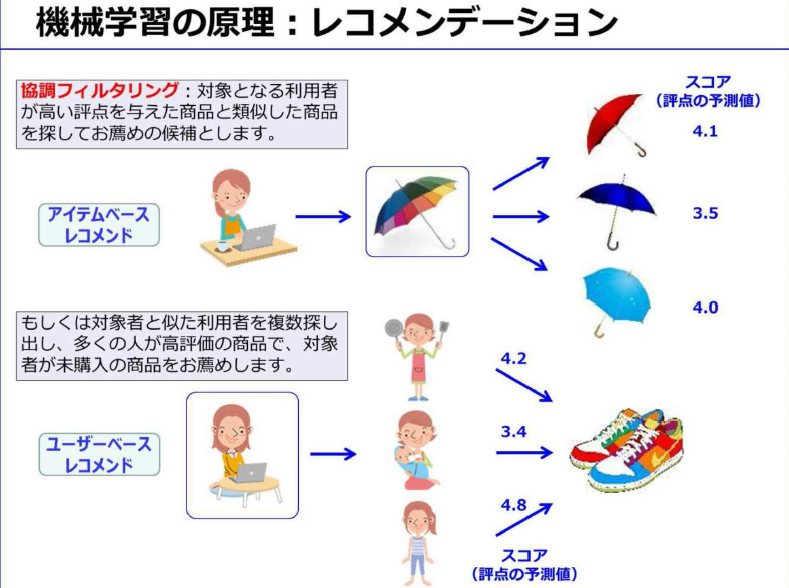 機械学習の原理：レコメンデーション
協調フィルタリング：対象となる利用者
が高い評点を与えた商品と類似した商品
を探してお薦めの候補とします。
アイテムベース
レコメンド
スコア
（評点の予測値）
4.1
3.5
4.0
もしくは対象者と似た利用者を複数探し
出し、多くの人が高評価の商品で、対象
者が未購入の商品をお薦めします。
ユーザーベース
レコメンド
4.2
3.4
4.8
スコア
（評点の予測値）